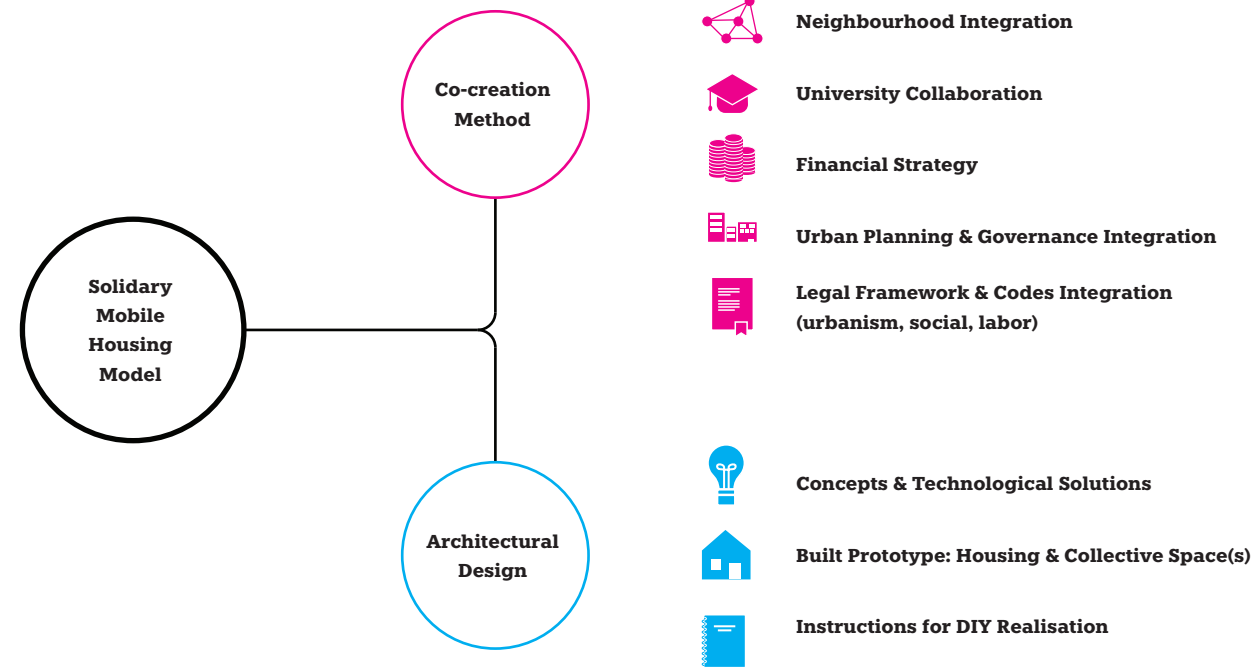 Co-creation
Method
Solidary
Mobile
Housing
Model
Architectural
Design
Neighbourhood Integration
University Collaboration
Financial Strategy
Urban Planning & Governance Integration
Legal Framework & Codes Integration
(urbanism, social, labor)
Concepts & Technological Solutions
Built Prototype: Housing & Collective Space(s)
Instructions for DIY Realisation